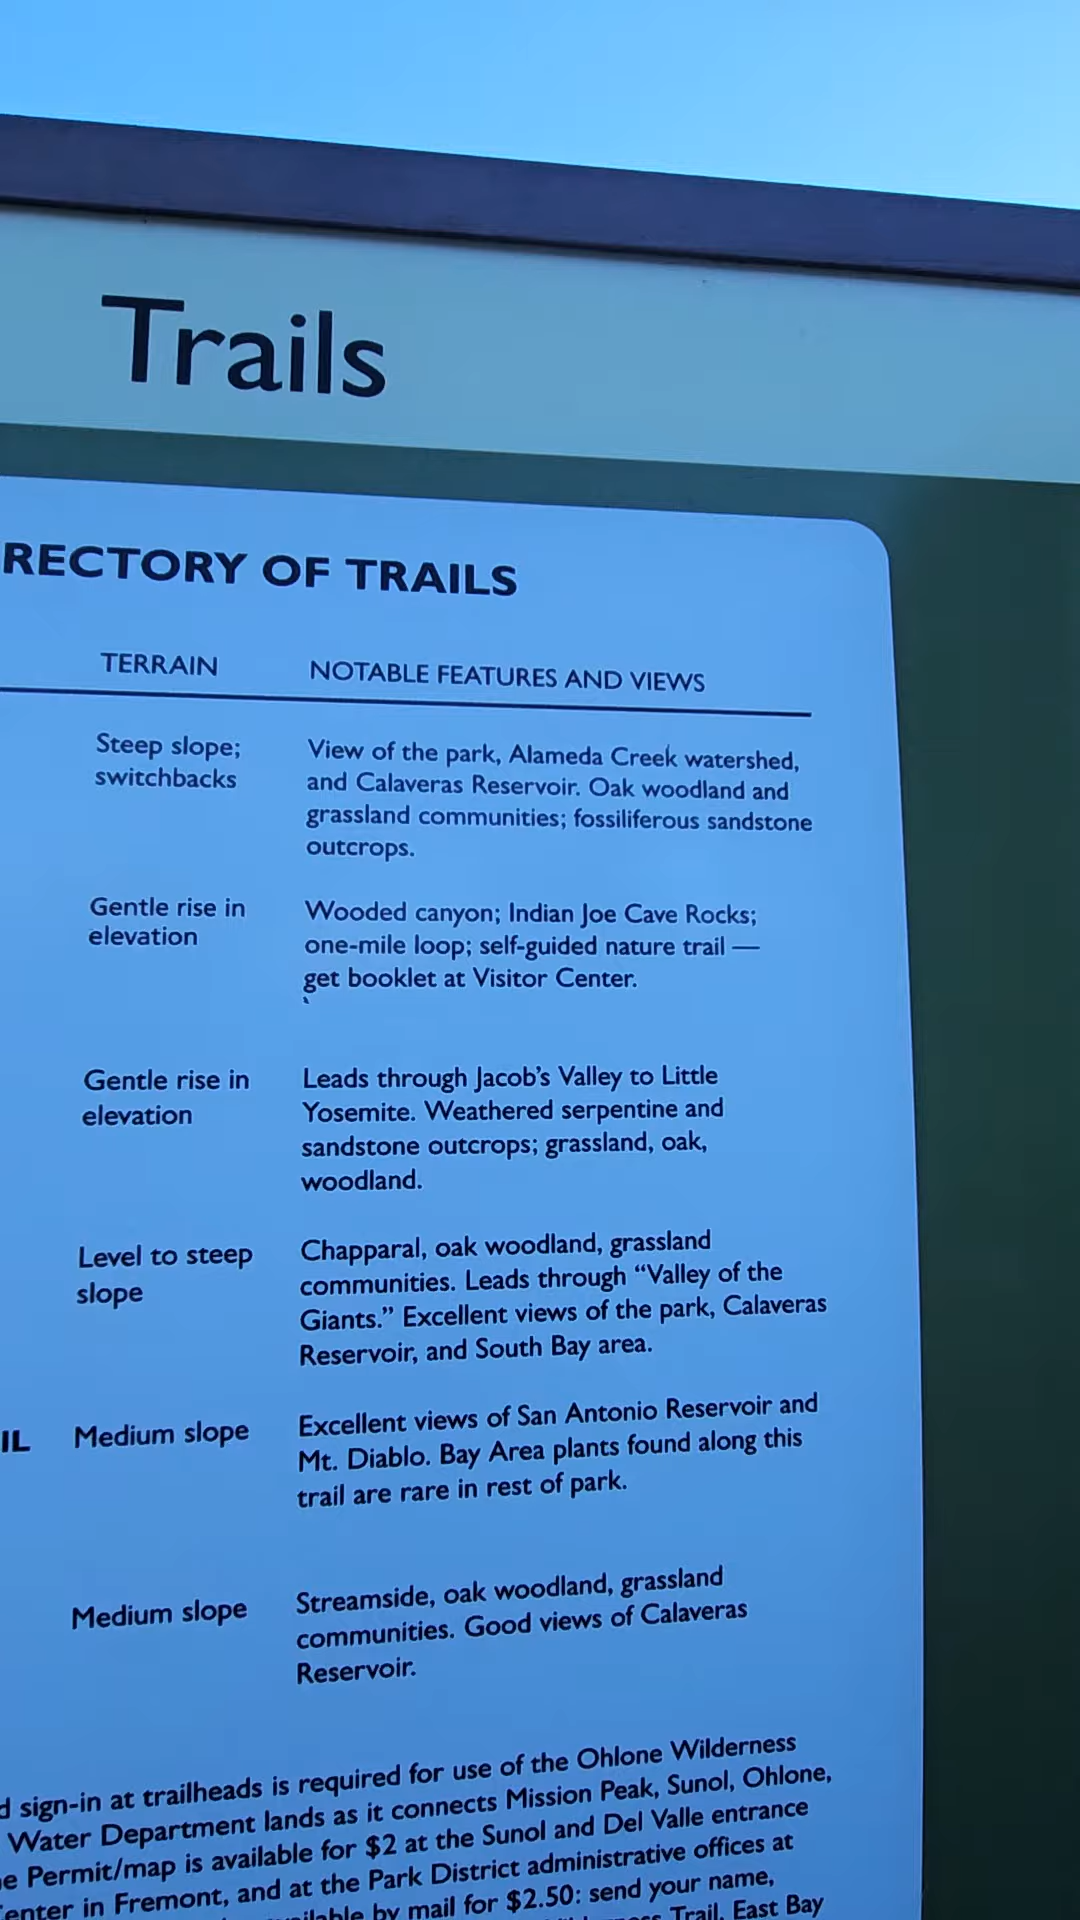 Trails
RECTORY OF TRAILS
TERRAIN NOTABLE FEATURES AND VIEWS
Steep slope;
switchbacks
View of the park, Alameda Creek watershed,
and Calaveras Reservoir. Oak woodland and
grassland communities; fossiliferous sandstone
outcrops.
Gentle rise in
elevation
Wooded canyon; Indian Joe Cave Rocks;
one-mile loop; self-guided nature trail —
get booklet at Visitor Center.
Gentle rise in
elevation
Leads through Jacob's Valley to Little
Yosemite. Weathered serpentine and
sandstone outcrops; grassland, oak,
woodland.
Level to steep
slope
Chapparal, oak woodland, grassland
communities. Leads through “Valley of the
Giants.” Excellent views of the park, Calaveras
Reservoir, and South Bay area.
IL Medium slope
Excellent views of San Antonio Reservoir and
Mt. Diablo. Bay Area plants found along this
trail are rare in rest of park.
Medium slope
Streamside, oak woodland, grassland
communities. Good views of Calaveras
Reservoir.
d sign-in at trailheads is required for use of the Ohlone Wilderness
Water Department lands as it connects Mission Peak, Sunol, Ohlone,
e Permit/map is available for $2 at the Sunol and Del Valle entrance
enter in Fremont, and at the Park District administrative offices at
by mail for $2.50: send your name,
Trail, East Bay